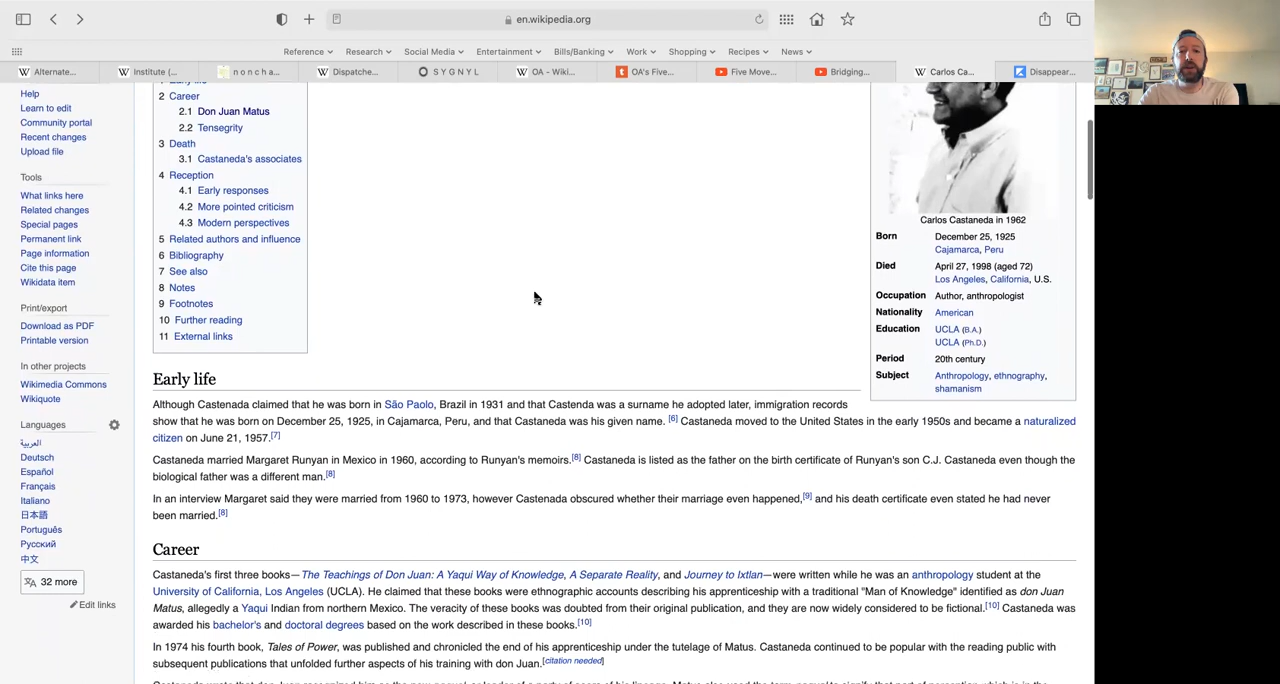 en.wikipedia.org
Reference
Research
Social Media
Entertainment
Bills/Banking
Work
Shopping
Recipes
News
Alternate...
Institute (...
n o n c h a...
Dispatche...
S Y G N Y L
OA - Wiki...
OA's Five...
Five Move...
Bridging...
Carlos Ca...
Disappear...
Help
Learn to edit
Community portal
Recent changes
Upload file
Tools
What links here
Related changes
Special pages
Permanent link
Page information
Cite this page
Wikidata item
Print/export
Download as PDF
Printable version
In other projects
Wikimedia Commons
Wikiquote
Languages
العربية
Deutsch
Español
Français
Italiano
日本語
Português
Русский
中文
32 more
Edit links
2 Career
2.1 Don Juan Matus
2.2 Tensegrity
3 Death
3.1 Castaneda's associates
4 Reception
4.1 Early responses
4.2 More pointed criticism
4.3 Modern perspectives
5 Related authors and influence
6 Bibliography
7 See also
8 Notes
9 Footnotes
10 Further reading
11 External links
Carlos Castaneda in 1962
Born December 25, 1925
Cajamarca, Peru
Died April 27, 1998 (aged 72)
Los Angeles, California, U.S.
Occupation Author, anthropologist
Nationality American
Education UCLA (B.A.)
UCLA (Ph.D.)
Period 20th century
Subject Anthropology, ethnography,
shamanism
Early life
Although Castenada claimed that he was born in São Paolo, Brazil in 1931 and that Castenda was a surname he adopted later, immigration records
show that he was born on December 25, 1925, in Cajamarca, Peru, and that Castaneda was his given name. [6] Castaneda moved to the United States in the early 1950s and became a naturalized
citizen on June 21, 1957.[7]
Castaneda married Margaret Runyan in Mexico in 1960, according to Runyan's memoirs.[8] Castaneda is listed as the father on the birth certificate of Runyan's son C.J. Castaneda even though the
biological father was a different man.[8]
In an interview Margaret said they were married from 1960 to 1973, however Castenada obscured whether their marriage even happened,[9] and his death certificate even stated he had never
been married.[8]
Career
Castaneda's first three books—The Teachings of Don Juan: A Yaqui Way of Knowledge, A Separate Reality, and Journey to Ixtlan—were written while he was an anthropology student at the
University of California, Los Angeles (UCLA). He claimed that these books were ethnographic accounts describing his apprenticeship with a traditional "Man of Knowledge" identified as don Juan
Matus, allegedly a Yaqui Indian from northern Mexico. The veracity of these books was doubted from their original publication, and they are now widely considered to be fictional.[10] Castaneda was
awarded his bachelor's and doctoral degrees based on the work described in these books.[10]
In 1974 his fourth book, Tales of Power, was published and chronicled the end of his apprenticeship under the tutelage of Matus. Castaneda continued to be popular with the reading public with
subsequent publications that unfolded further aspects of his training with don Juan.[citation needed]